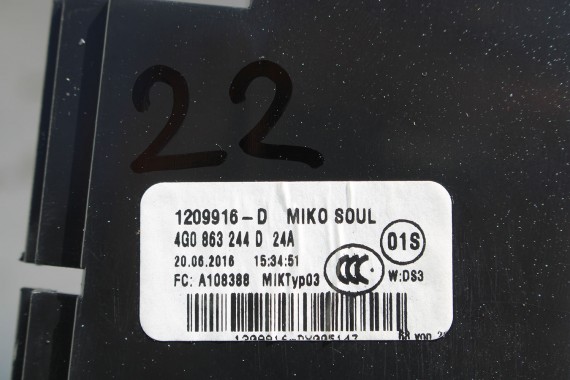 22
1209916-D MIKO SOUL
4G0 863 244 D 24A
01S
20.06.2016 15:34:51
CCC
FC: A108388 MIKTyp03 W:DS3